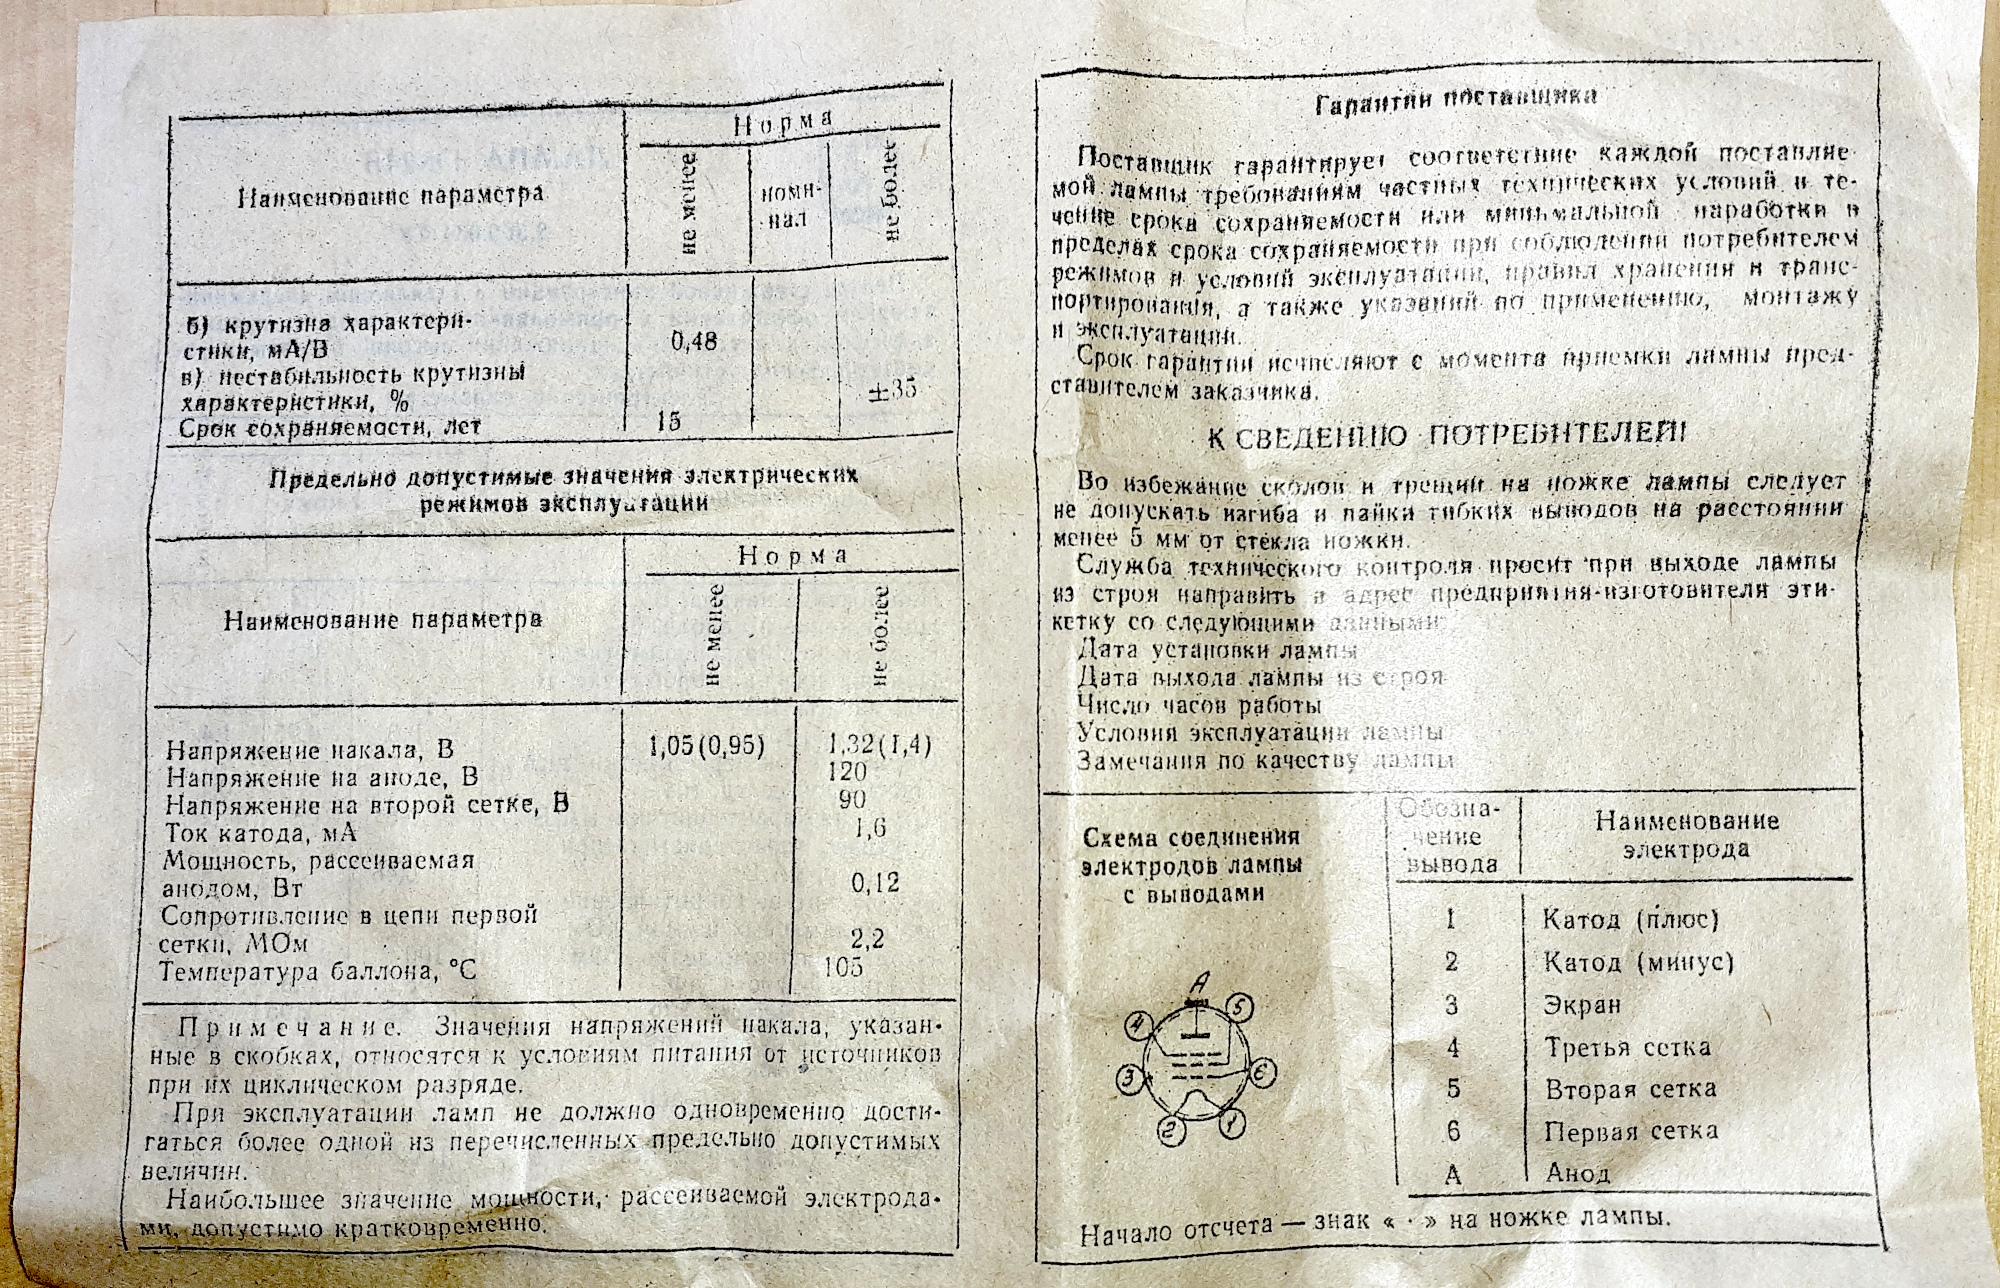 Наименование параметра
Норма
не менее
номи-
нал
не более
б) крутизна характери-
стики, мА/В
0,48
в) нестабильность крутизны
характеристики, %
±35
Срок сохраняемости, лет
15
Предельно допустимые значения электрических
режимов эксплуатации
Наименование параметра
Норма
не менее
не более
Напряжение накала, В
1,05(0,95)
1,32(1,4)
Напряжение на аноде, В
120
Напряжение на второй сетке, В
90
Ток катода, мА
1,6
Мощность, рассеиваемая
анодом, Вт
0,12
Сопротивление в цепи первой
сетки, МОм
2,2
Температура баллона, °С
105
Примечание. Значения напряжений накала, указан-
ные в скобках, относятся к условиям питания от источников
при их циклическом разряде.
При эксплуатации ламп не должно одновременно дости-
гаться более одной из перечисленных предельно допустимых
величин.
Наибольшее значение мощности, рассеиваемой электрода-
ми, допустимо кратковременно.
Гарантии поставщика
Поставщик гарантирует соответствие каждой поставляе-
мой лампы требованиям частных технических условий в те-
чение срока сохраняемости или минимальной наработки в
пределах срока сохраняемости при соблюдении потребителем
режимов и условий эксплуатации, правил хранения и транс-
портирования, а также указаний по применению, монтажу
и эксплуатации.
Срок гарантии исчисляют с момента приемки лампы пред-
ставителем заказчика.
К СВЕДЕНИЮ ПОТРЕБИТЕЛЕЙ!
Во избежание сколов и трещин на ножке лампы следует
не допускать изгиба и пайки гибких выводов на расстоянии
менее 5 мм от стекла ножки.
Служба технического контроля просит при выходе лампы
из строя направить в адрес предприятия-изготовителя эти-
кетку со следующими данными:
Дата установки лампы
Дата выхода лампы из строя
Число часов работы
Условия эксплуатации лампы
Замечания по качеству лампы
Схема соединения
электродов лампы
с выводами
Обозна-
чение
вывода
Наименование
электрода
1 Катод (плюс)
2 Катод (минус)
3 Экран
4 Третья сетка
5 Вторая сетка
6 Первая сетка
А Анод
А
5
4
3
6
2
1
Начало отсчета — знак « · » на ножке лампы.